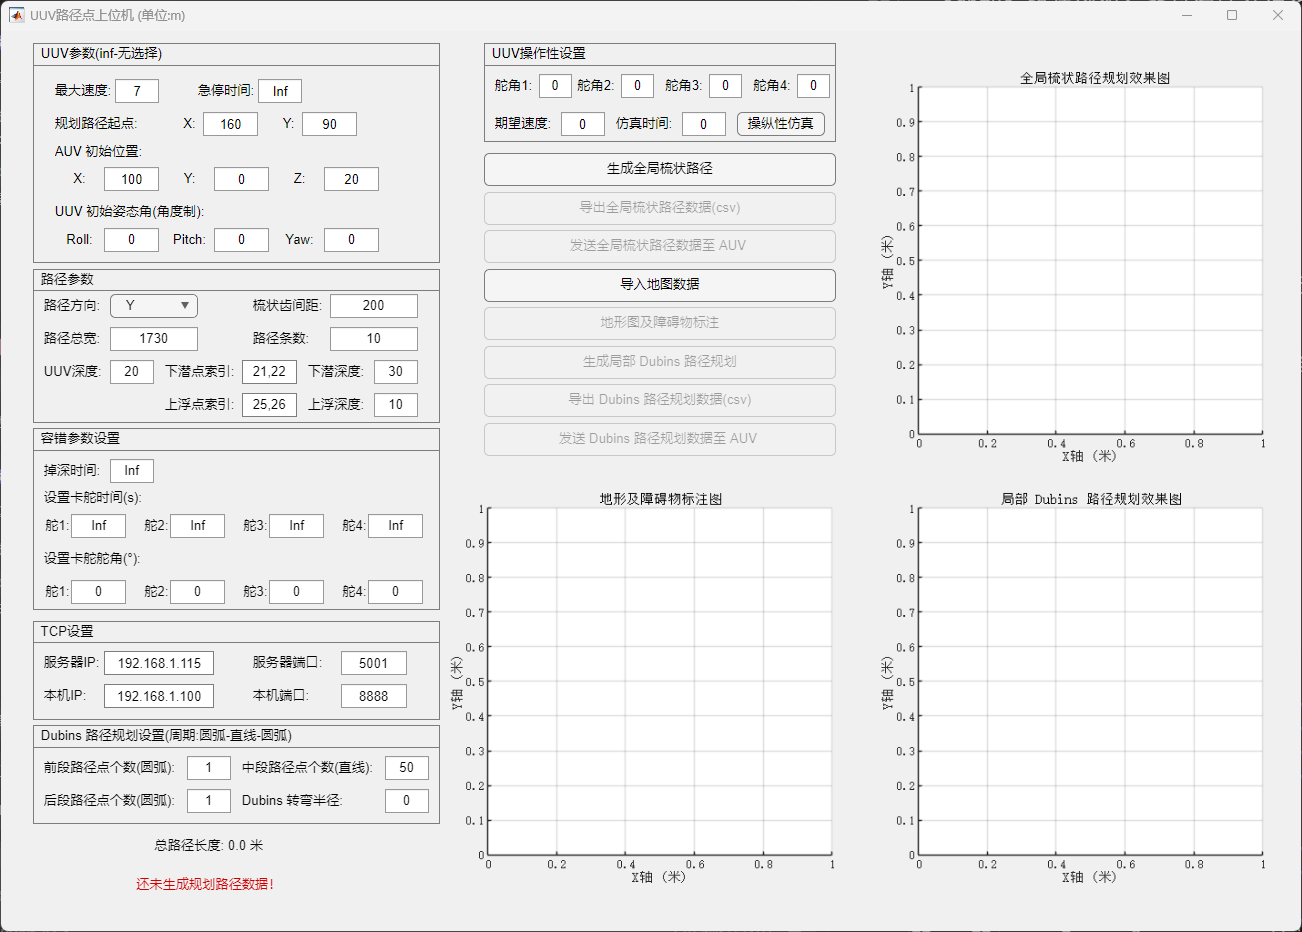 UUV路径点上位机 (单位:m)
UUV参数(inf-无选择)
最大速度: 7 急停时间: Inf
规划路径起点: X: 160 Y: 90
AUV 初始位置:
X: 100 Y: 0 Z: 20
UUV 初始姿态角(角度制):
Roll: 0 Pitch: 0 Yaw: 0
路径参数
路径方向: Y 梳状齿间距: 200
路径总宽: 1730 路径条数: 10
UUV深度: 20 下潜点索引: 21,22 下潜深度: 30
上浮点索引: 25,26 上浮深度: 10
容错参数设置
掉深时间: Inf
设置卡舵时间(s):
舵1: Inf 舵2: Inf 舵3: Inf 舵4: Inf
设置卡舵舵角(°):
舵1: 0 舵2: 0 舵3: 0 舵4: 0
TCP设置
服务器IP: 192.168.1.115 服务器端口: 5001
本机IP: 192.168.1.100 本机端口: 8888
Dubins 路径规划设置(周期:圆弧-直线-圆弧)
前段路径点个数(圆弧): 1 中段路径点个数(直线): 50
后段路径点个数(圆弧): 1 Dubins 转弯半径: 0
总路径长度: 0.0 米
还未生成规划路径数据!
UUV操作性设置
舵角1: 0 舵角2: 0 舵角3: 0 舵角4: 0
期望速度: 0 仿真时间: 0 操纵性仿真
生成全局梳状路径
导出全局梳状路径数据(csv)
发送全局梳状路径数据至 AUV
导入地图数据
地形图及障碍物标注
生成局部 Dubins 路径规划
导出 Dubins 路径规划数据(csv)
发送 Dubins 路径规划数据至 AUV
全局梳状路径规划效果图
1
0.9
0.8
0.7
0.6
0.5
0.4
0.3
0.2
0.1
0
Y轴 (米)
0 0.2 0.4 0.6 0.8 1
X轴 (米)
地形及障碍物标注图
1
0.9
0.8
0.7
0.6
0.5
0.4
0.3
0.2
0.1
0
Y轴 (米)
0 0.2 0.4 0.6 0.8 1
X轴 (米)
局部 Dubins 路径规划效果图
1
0.9
0.8
0.7
0.6
0.5
0.4
0.3
0.2
0.1
0
Y轴 (米)
0 0.2 0.4 0.6 0.8 1
X轴 (米)